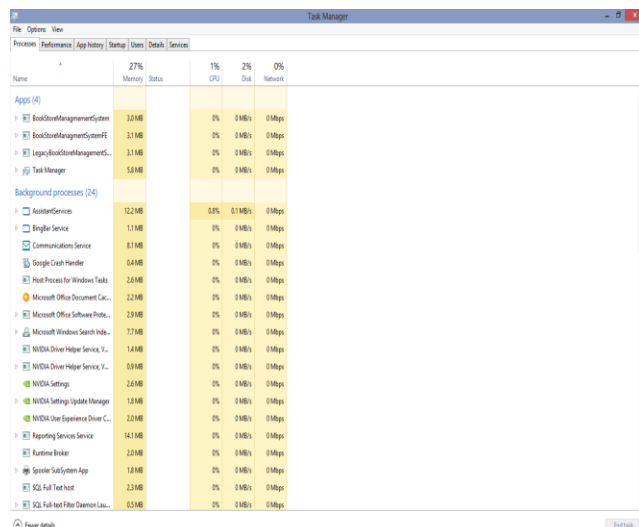 Task Manager
File Options View
Processes Performance App history Startup Users Details Services
27% 1% 2% 0%
Name Memory Status CPU Disk Network
Apps (4)
BookStoreManagmementSystem 3.0 MB 0% 0 MB/s 0 Mbps
BookStoreManagmentSystemFE 3.1 MB 0% 0 MB/s 0 Mbps
LegacyBookStoreManagementS... 3.1 MB 0% 0 MB/s 0 Mbps
Task Manager 5.8 MB 0% 0 MB/s 0 Mbps
Background processes (24)
AssistantServices 12.2 MB 0.8% 0.1 MB/s 0 Mbps
BingBar Service 1.1 MB 0% 0 MB/s 0 Mbps
Communications Service 8.1 MB 0% 0 MB/s 0 Mbps
Google Crash Handler 0.4 MB 0% 0 MB/s 0 Mbps
Host Process for Windows Tasks 2.6 MB 0% 0 MB/s 0 Mbps
Microsoft Office Document Cac... 2.2 MB 0% 0 MB/s 0 Mbps
Microsoft Office Software Prote... 2.9 MB 0% 0 MB/s 0 Mbps
Microsoft Windows Search Inde... 7.7 MB 0% 0 MB/s 0 Mbps
NVIDIA Driver Helper Service, V... 1.4 MB 0% 0 MB/s 0 Mbps
NVIDIA Driver Helper Service, V... 0.9 MB 0% 0 MB/s 0 Mbps
NVIDIA Settings 2.6 MB 0% 0 MB/s 0 Mbps
NVIDIA Settings Update Manager 1.8 MB 0% 0 MB/s 0 Mbps
NVIDIA User Experience Driver C... 2.0 MB 0% 0 MB/s 0 Mbps
Reporting Services Service 14.1 MB 0% 0 MB/s 0 Mbps
Runtime Broker 2.0 MB 0% 0 MB/s 0 Mbps
Spooler SubSystem App 1.8 MB 0% 0 MB/s 0 Mbps
SQL Full Text host 2.3 MB 0% 0 MB/s 0 Mbps
SQL Full-text Filter Daemon Lau... 0.5 MB 0% 0 MB/s 0 Mbps
Fewer details End task